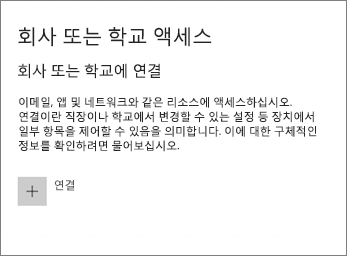 회사 또는 학교 액세스
회사 또는 학교에 연결
이메일, 앱 및 네트워크와 같은 리소스에 액세스하십시오.
연결이란 직장이나 학교에서 변경할 수 있는 설정 등 장치에서
일부 항목을 제어할 수 있음을 의미합니다. 이에 대한 구체적인
정보를 확인하려면 물어보십시오.
연결